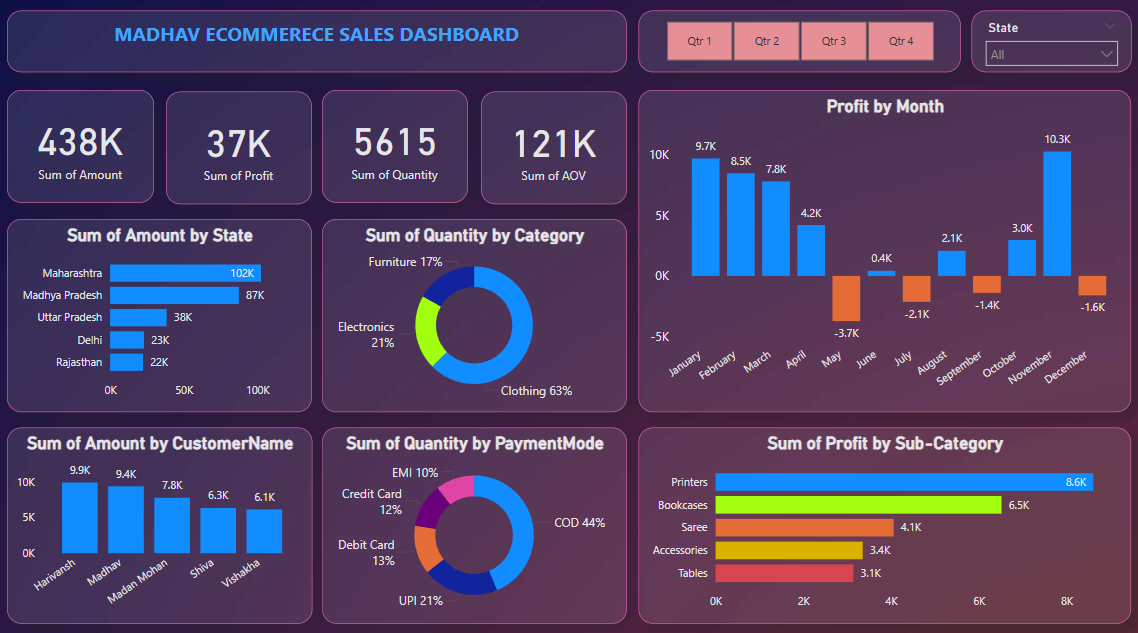 MADHAV ECOMMERECE SALES DASHBOARD
Qtr 1
Qtr 2
Qtr 3
Qtr 4
State
All
438K
Sum of Amount
37K
Sum of Profit
5615
Sum of Quantity
121K
Sum of AOV
Profit by Month
10K
5K
0K
-5K
9.7K
8.5K
7.8K
4.2K
-3.7K
0.4K
-2.1K
2.1K
-1.4K
3.0K
10.3K
-1.6K
January
February
March
April
May
June
July
August
September
October
November
December
Sum of Amount by State
Maharashtra 102K
Madhya Pradesh 87K
Uttar Pradesh 38K
Delhi 23K
Rajasthan 22K
0K 50K 100K
Sum of Quantity by Category
Furniture 17%
Electronics
21%
Clothing 63%
Sum of Amount by CustomerName
10K
5K
0K
9.9K
9.4K
7.8K
6.3K
6.1K
Harivansh
Madhav
Madan Mohan
Shiva
Vishakha
Sum of Quantity by PaymentMode
EMI 10%
Credit Card
12%
Debit Card
13%
UPI 21%
COD 44%
Sum of Profit by Sub-Category
Printers 8.6K
Bookcases 6.5K
Saree 4.1K
Accessories 3.4K
Tables 3.1K
0K 2K 4K 6K 8K